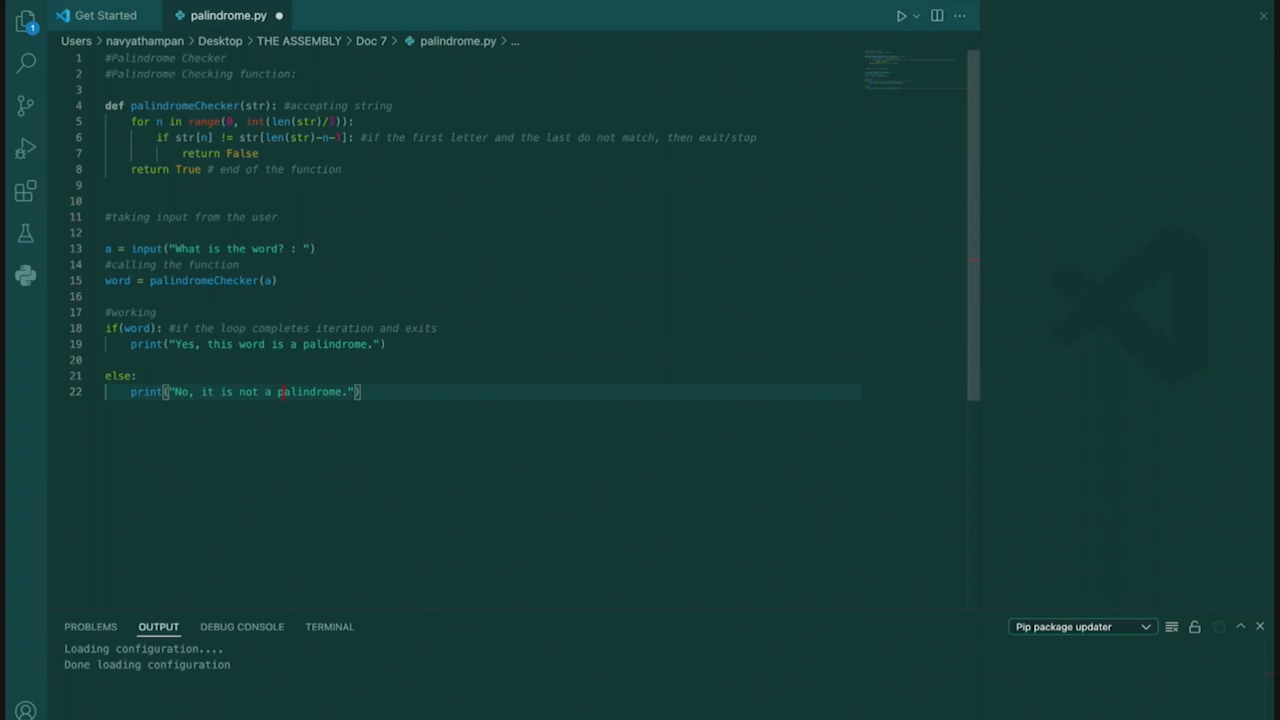 Get Started
palindrome.py
1
Users > navyathampan > Desktop > THE ASSEMBLY > Doc 7 > palindrome.py > ...
1 #Palindrome Checker
2 #Palindrome Checking function:
3
4 def palindromeChecker(str): #accepting string
5 for n in range(0, int(len(str)/2)):
6 if str[n] != str[len(str)-n-1]: #if the first letter and the last do not match, then exit/stop
7 return False
8 return True # end of the function
9
10
11 #taking input from the user
12
13 a = input("What is the word? : ")
14 #calling the function
15 word = palindromeChecker(a)
16
17 #working
18 if(word): #if the loop completes iteration and exits
19 print("Yes, this word is a palindrome.")
20
21 else:
22 print("No, it is not a palindrome.")
PROBLEMS OUTPUT DEBUG CONSOLE TERMINAL
Pip package updater
Loading configuration....
Done loading configuration